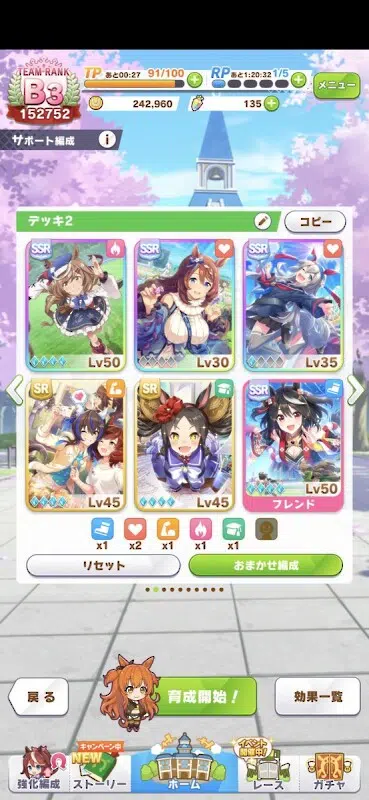 TEAM RANK
B3
152752
TP あと00:27 91/100
RP あと1:20:32 1/5
メニュー
242,960
135
サポート編成 i
デッキ2
コピー
SSR
SSR
SSR
Lv50
Lv30
Lv35
SR
SR
SSR
Lv45
Lv45
Lv50
フレンド
x1 x2 x1 x1 x1
リセット
おまかせ編成
戻る
育成開始！
効果一覧
強化編成
キャンペーン中
NEW
ストーリー
ホーム
イベント
開催中！
レース
ガチャ